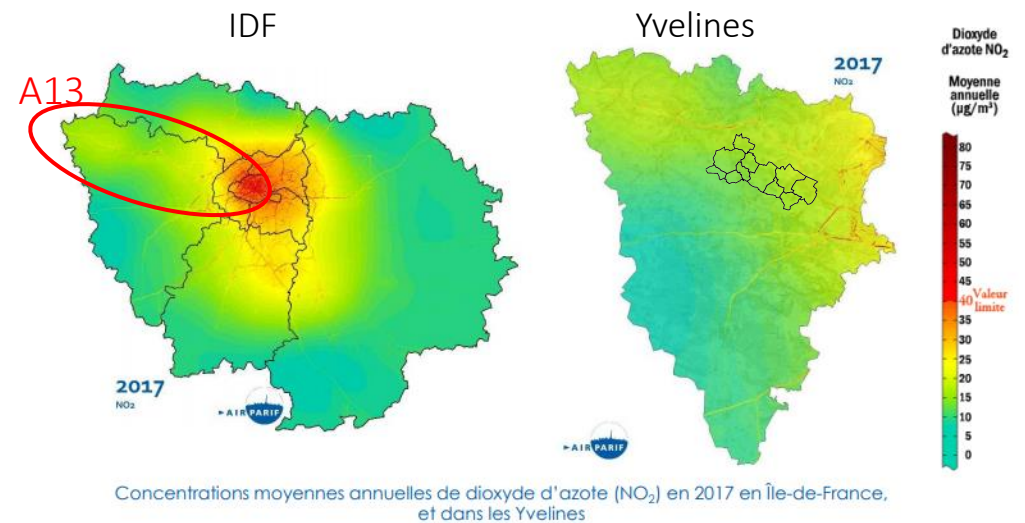 IDF
Yvelines
A13
2017
NO₂
AIRPARIF
2017
NO₂
AIRPARIF
Dioxyde
d'azote NO₂
Moyenne
annuelle
(µg/m³)
80
75
70
65
60
55
50
45
40 Valeur
limite
35
30
25
20
15
10
5
0
Concentrations moyennes annuelles de dioxyde d'azote (NO₂) en 2017 en Île-de-France,
et dans les Yvelines